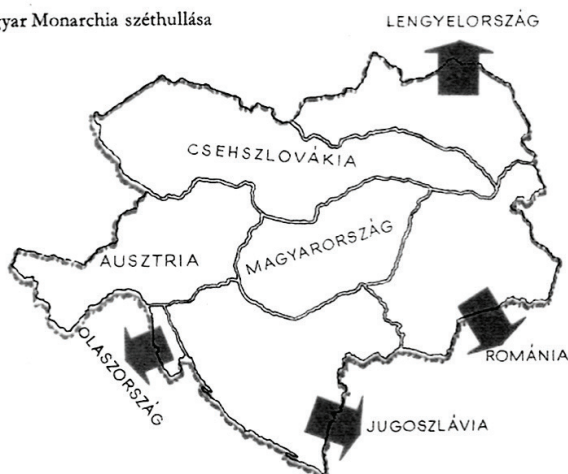 yar Monarchia széthullása
LENGYELORSZÁG
CSEHSZLOVÁKIA
MAGYARORSZÁG
AUSZTRIA
OLASZORSZÁG
ROMÁNIA
JUGOSZLÁVIA